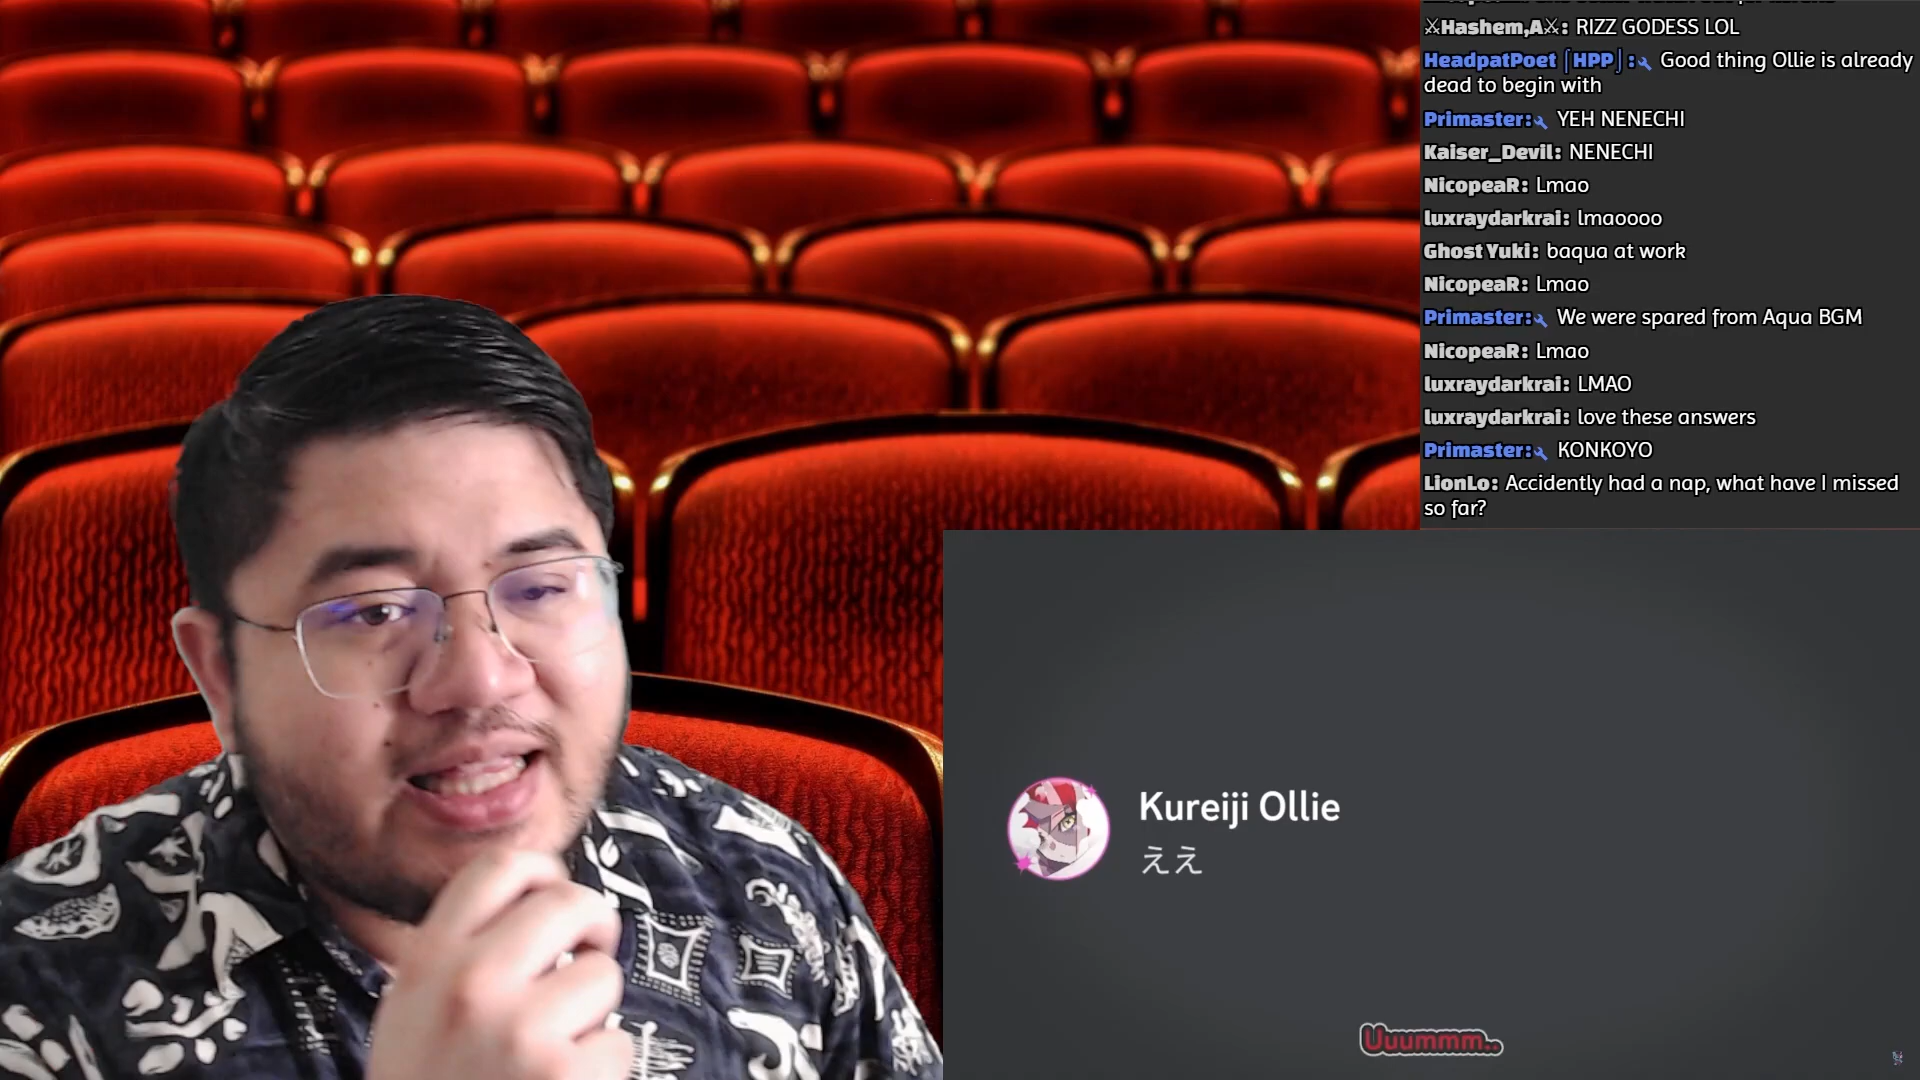 ⚔Hashem,A⚔: RIZZ GODESS LOL
HeadpatPoet [HPP]: Good thing Ollie is already
dead to begin with
Primaster: YEH NENECHI
Kaiser_Devil: NENECHI
NicopeaR: Lmao
luxraydarkrai: lmaoooo
Ghost Yuki: baqua at work
NicopeaR: Lmao
Primaster: We were spared from Aqua BGM
NicopeaR: Lmao
luxraydarkrai: LMAO
luxraydarkrai: love these answers
Primaster: KONKOYO
LionLo: Accidently had a nap, what have I missed
so far?
Kureiji Ollie
ええ
Uuummm..